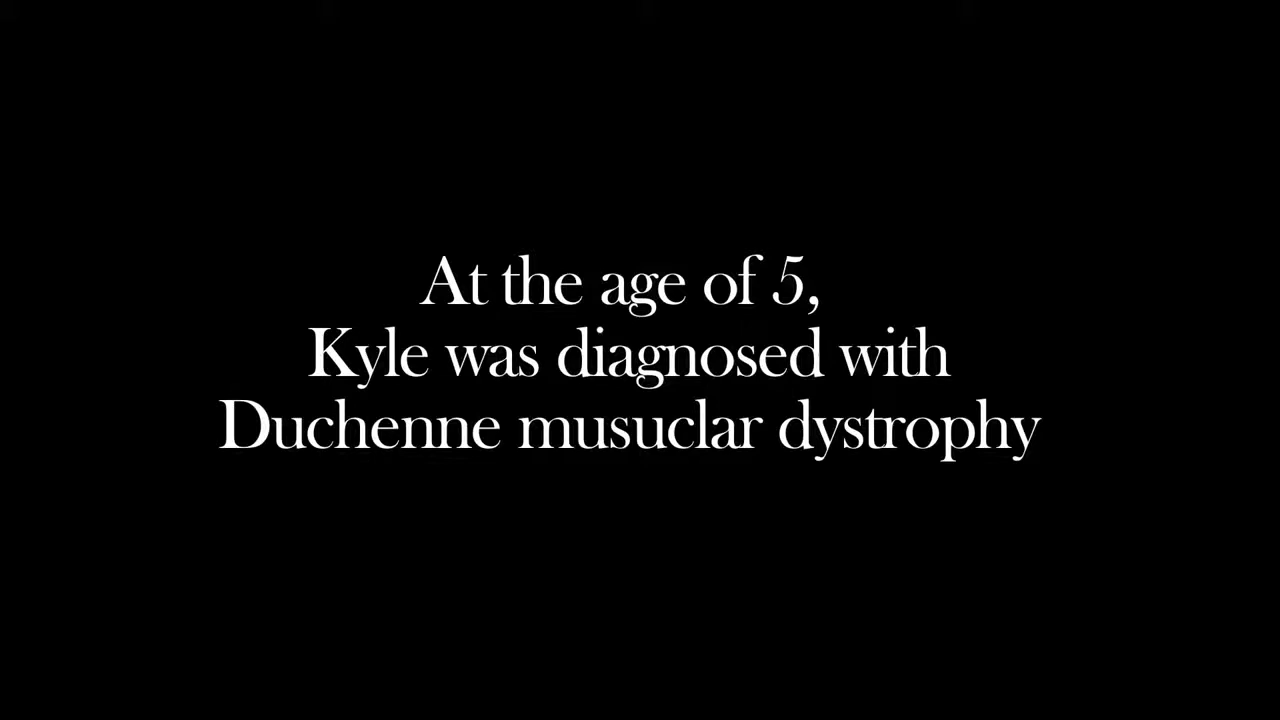 At the age of 5,
Kyle was diagnosed with
Duchenne musuclar dystrophy